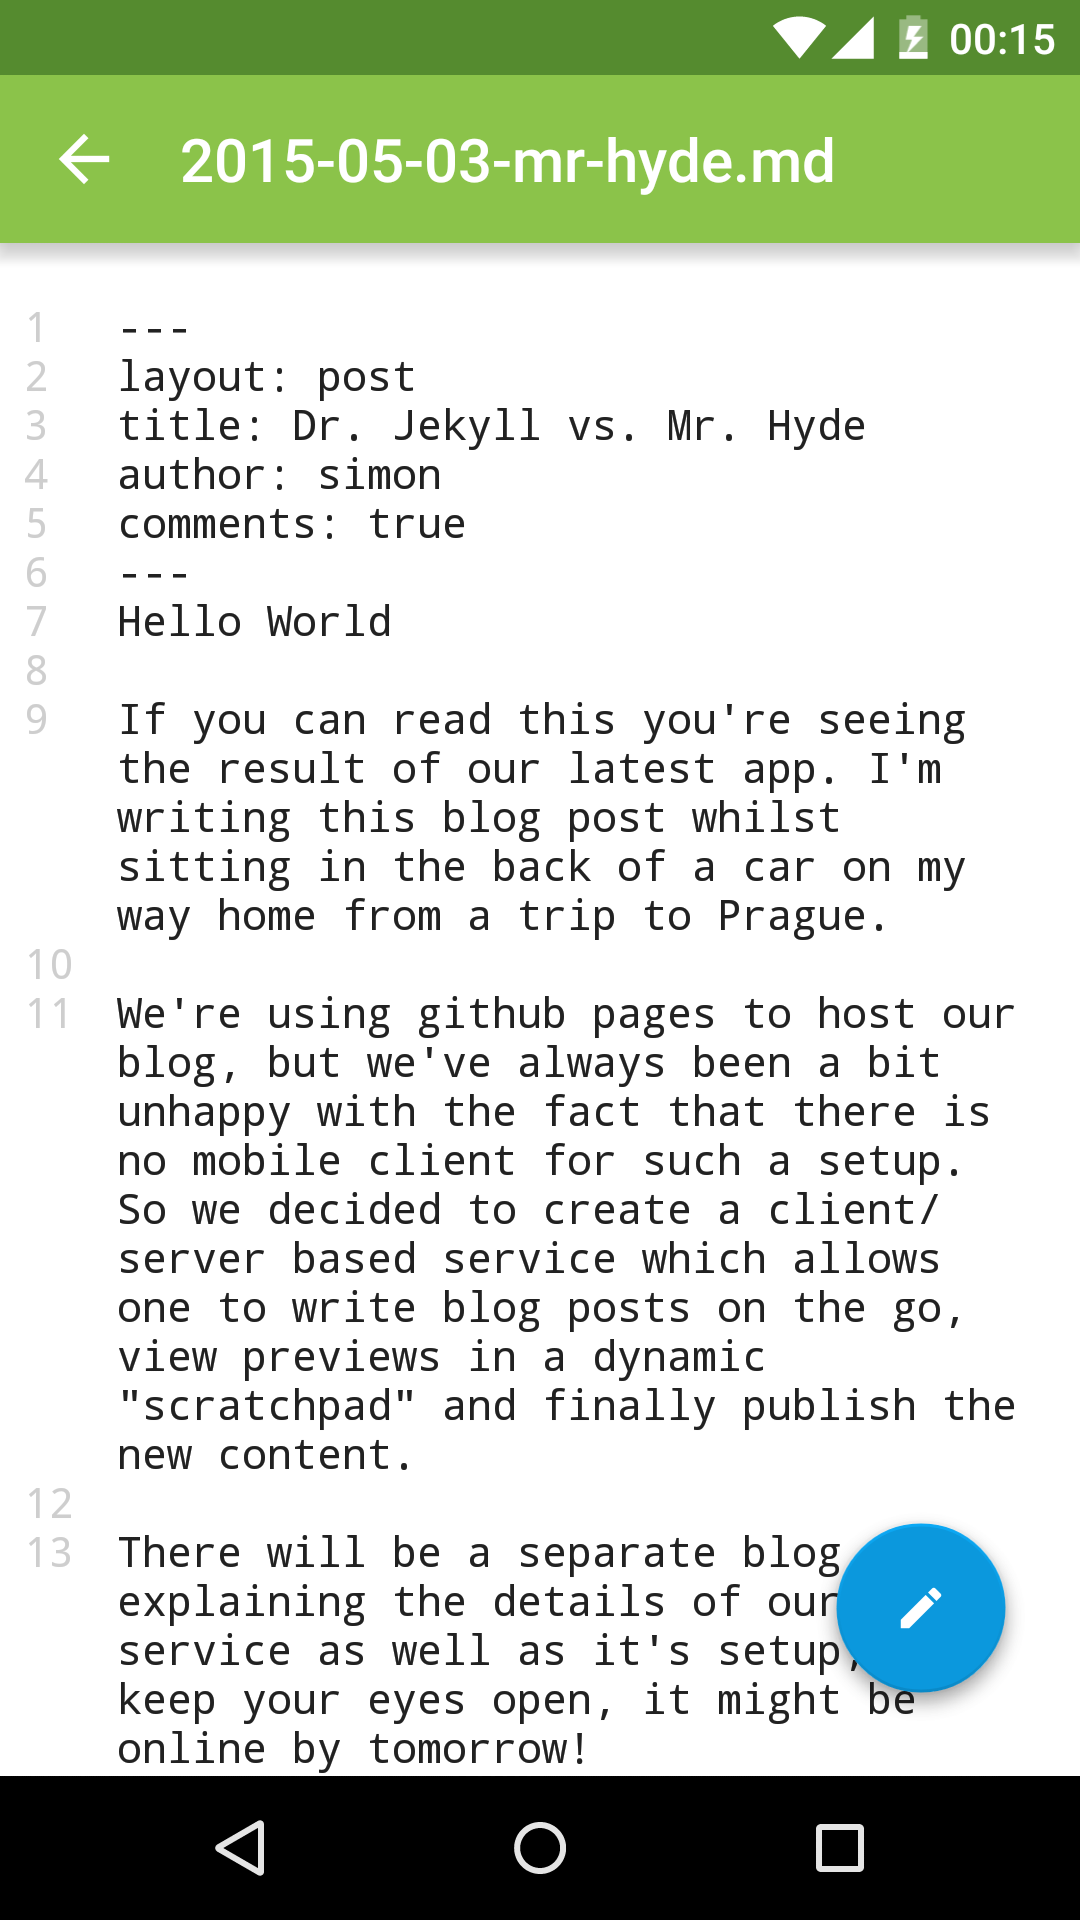 00:15
2015-05-03-mr-hyde.md
1 ---
2 layout: post
3 title: Dr. Jekyll vs. Mr. Hyde
4 author: simon
5 comments: true
6 ---
7 Hello World
8
9 If you can read this you're seeing
the result of our latest app. I'm
writing this blog post whilst
sitting in the back of a car on my
way home from a trip to Prague.
10
11 We're using github pages to host our
blog, but we've always been a bit
unhappy with the fact that there is
no mobile client for such a setup.
So we decided to create a client/
server based service which allows
one to write blog posts on the go,
view previews in a dynamic
"scratchpad" and finally publish the
new content.
12
13 There will be a separate blog
explaining the details of our
service as well as it's setup,
keep your eyes open, it might be
online by tomorrow!